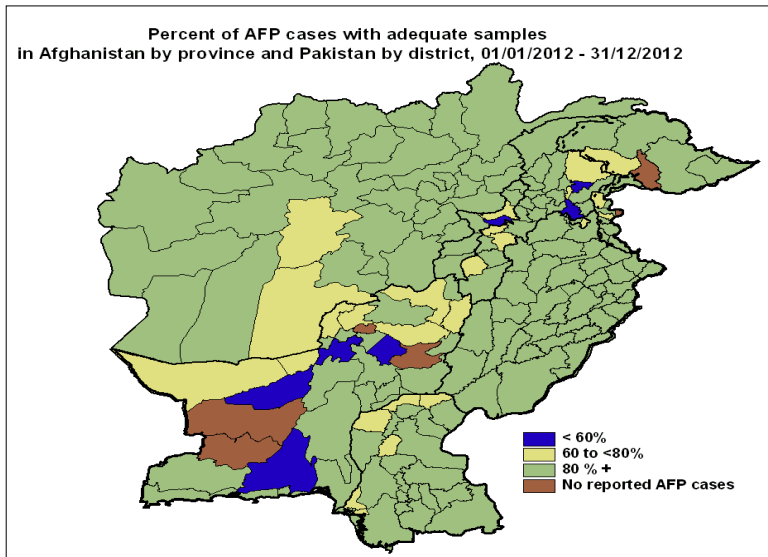 Percent of AFP cases with adequate samples
in Afghanistan by province and Pakistan by district, 01/01/2012 - 31/12/2012
< 60%
60 to <80%
80 % +
No reported AFP cases